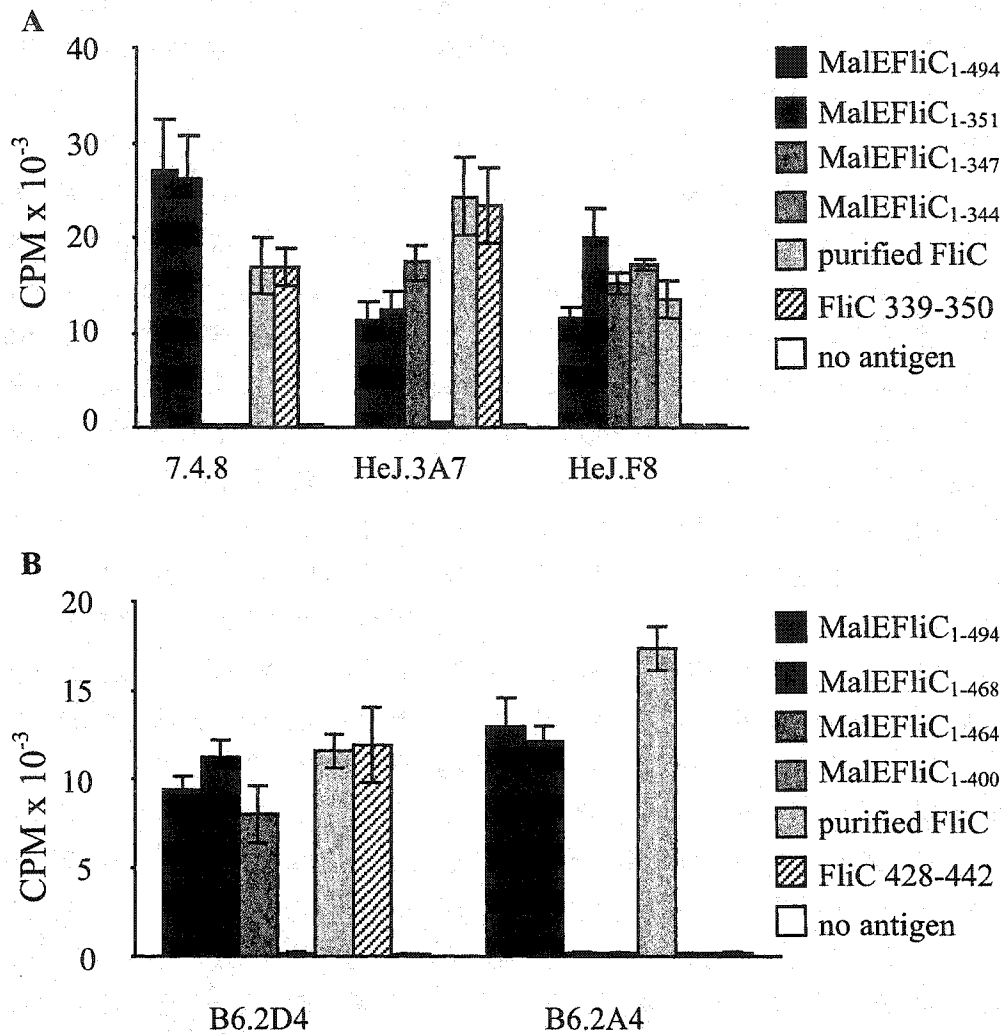 A
40
30
20
10
0
CPM x 10⁻³
7.4.8 HeJ.3A7 HeJ.F8
MalEFliC₁₋₄₉₄
MalEFliC₁₋₃₅₁
MalEFliC₁₋₃₄₇
MalEFliC₁₋₃₄₄
purified FliC
FliC 339-350
no antigen
B
20
15
10
5
0
CPM x 10⁻³
B6.2D4 B6.2A4
MalEFliC₁₋₄₉₄
MalEFliC₁₋₄₆₈
MalEFliC₁₋₄₆₄
MalEFliC₁₋₄₀₀
purified FliC
FliC 428-442
no antigen